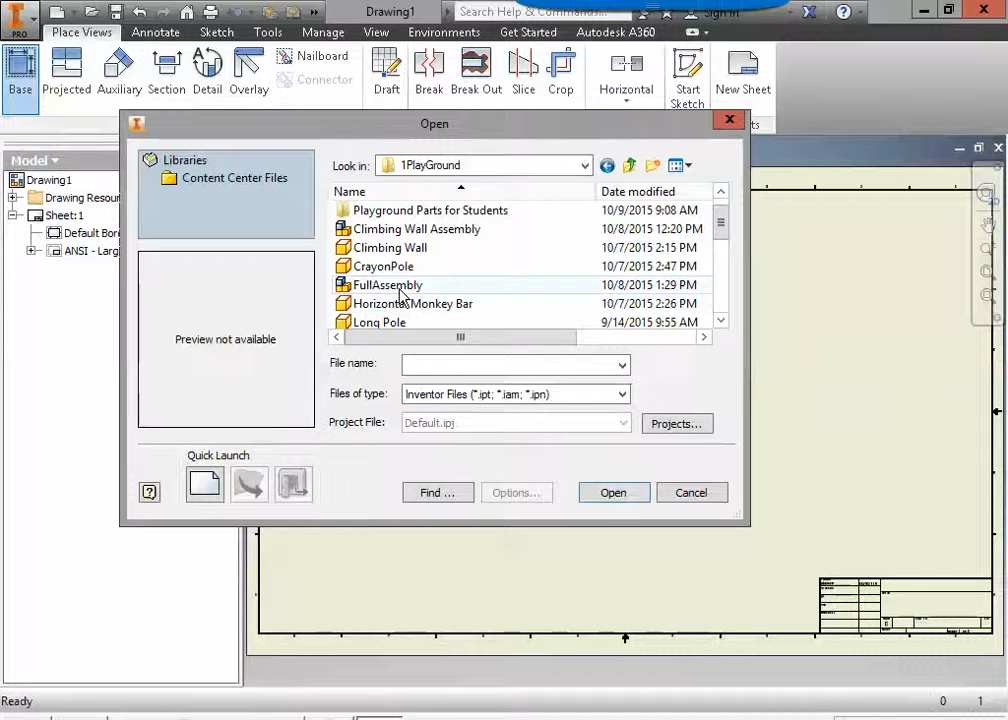 Drawing1
Search Help & Commands...
Sign In
PRO
Place Views
Annotate
Sketch
Tools
Manage
View
Environments
Get Started
Autodesk A360
Base
Projected
Auxiliary
Section
Detail
Overlay
Nailboard
Connector
Draft
Break
Break Out
Slice
Crop
Horizontal
Start
Sketch
New Sheet
Model
Drawing1
Drawing Resou
Sheet:1
Default Bor
ANSI - Larg
Open
Libraries
Content Center Files
Look in:
1PlayGround
Name
Date modified
Playground Parts for Students
10/9/2015 9:08 AM
Climbing Wall Assembly
10/8/2015 12:20 PM
Climbing Wall
10/7/2015 2:15 PM
CrayonPole
10/7/2015 2:47 PM
FullAssembly
10/8/2015 1:29 PM
Horizontal Monkey Bar
10/7/2015 2:26 PM
Long Pole
9/14/2015 9:55 AM
Preview not available
File name:
Files of type:
Inventor Files (*.ipt; *.iam; *.ipn)
Project File:
Default.ipj
Projects...
Quick Launch
Find ...
Options...
Open
Cancel
Ready
0
1